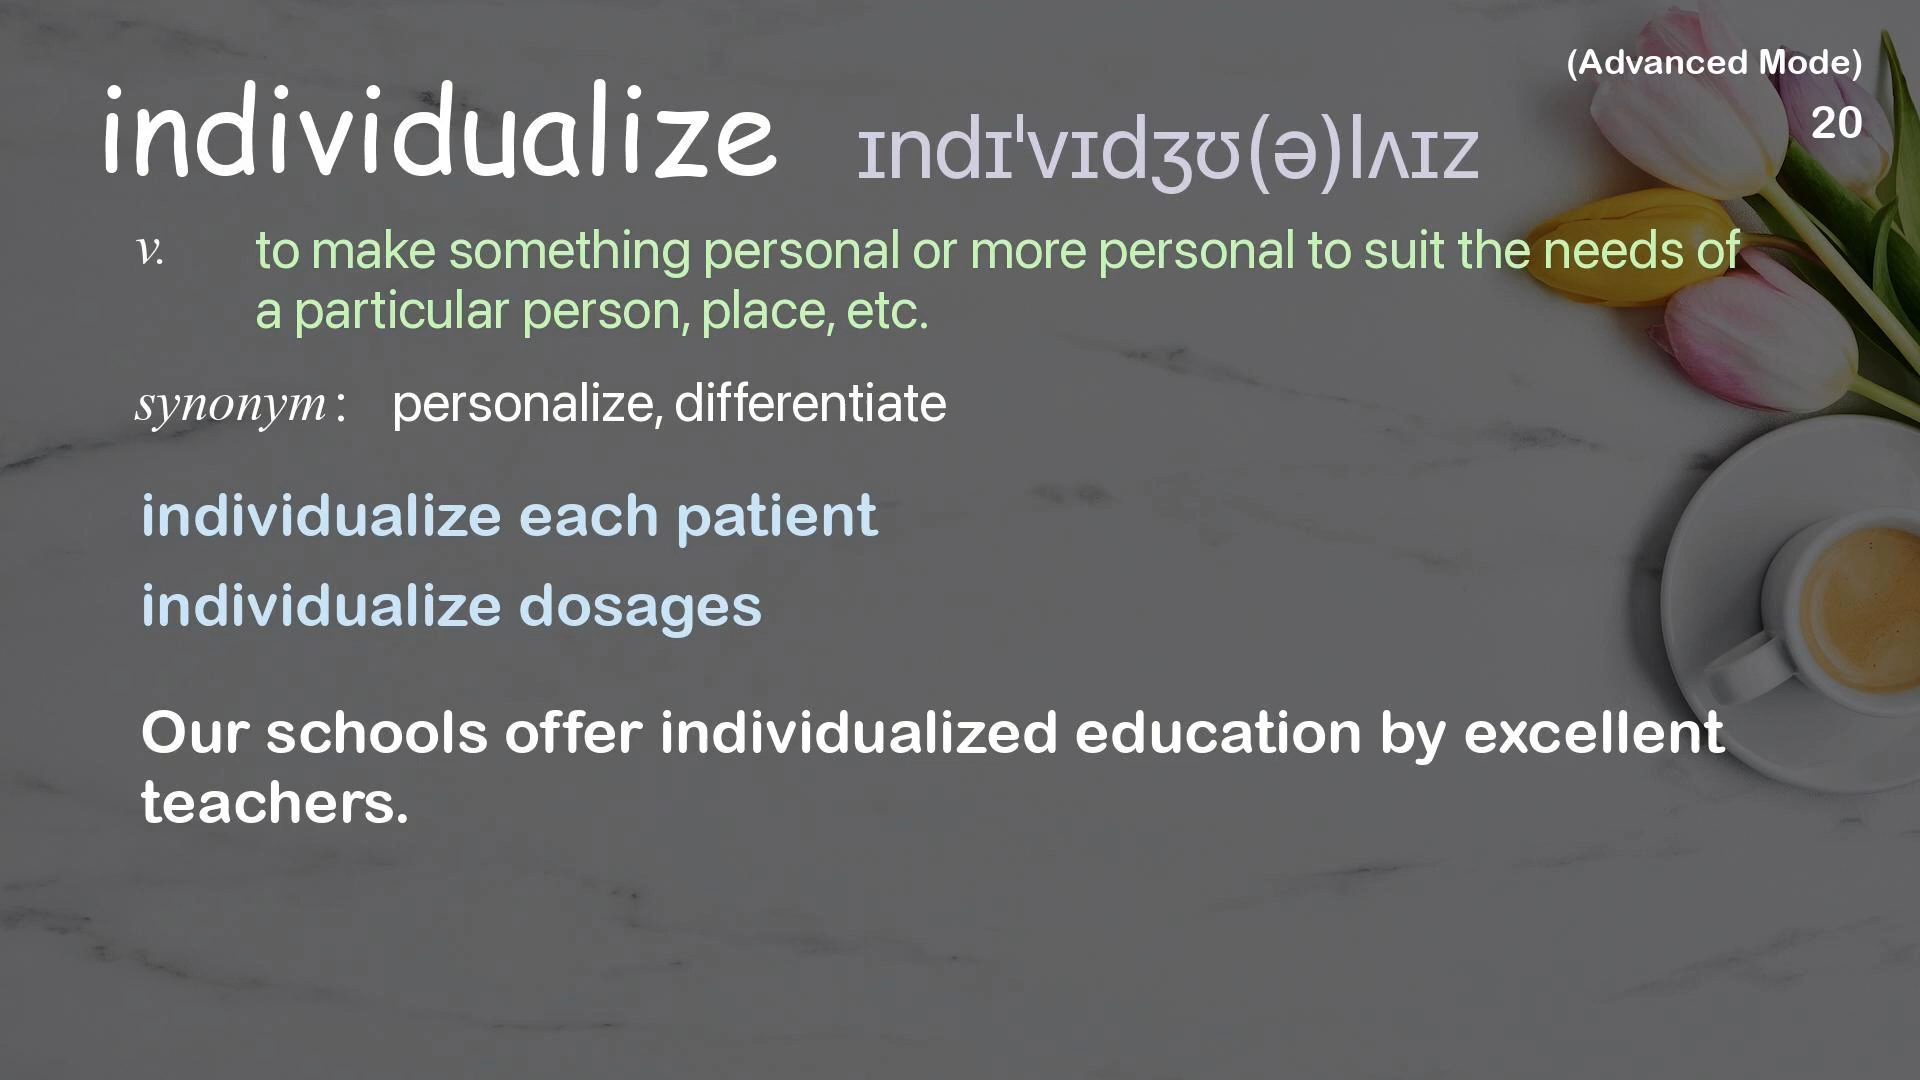 (Advanced Mode)
individualize ɪndɪˈvɪdʒʊ(ə)lʌɪz
20
v. to make something personal or more personal to suit the needs of
a particular person, place, etc.
synonym: personalize, differentiate
individualize each patient
individualize dosages
Our schools offer individualized education by excellent
teachers.